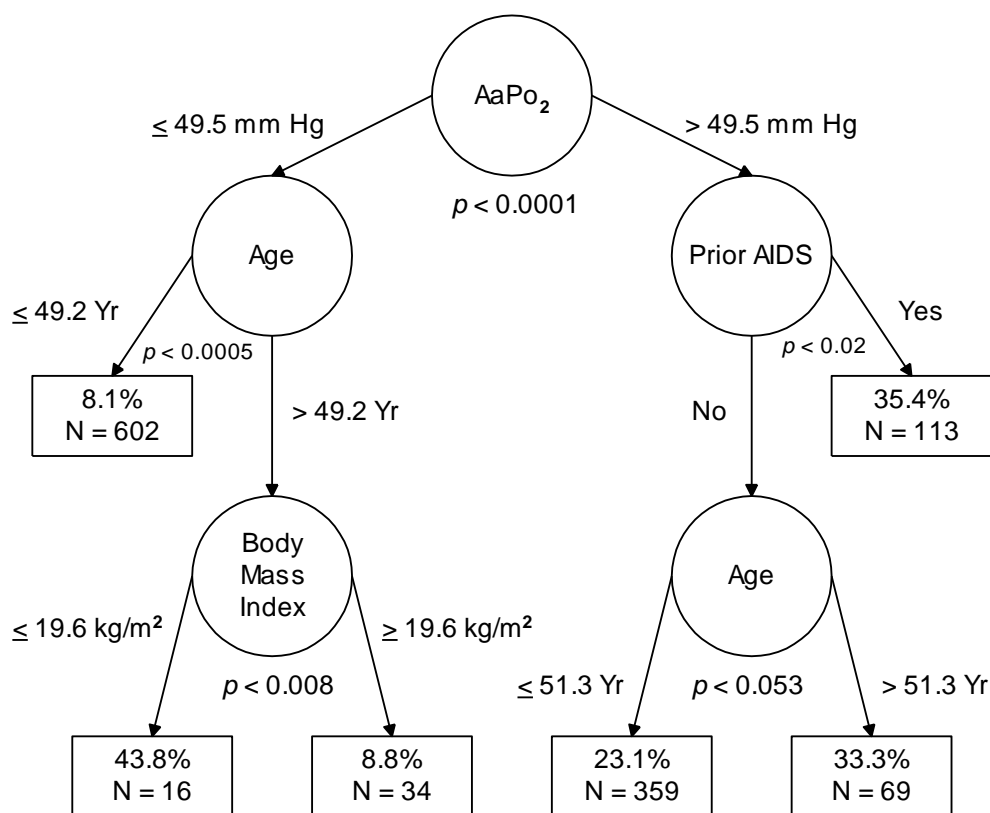 AaPo₂
≤ 49.5 mm Hg
> 49.5 mm Hg
p < 0.0001
Age
Prior AIDS
≤ 49.2 Yr
Yes
p < 0.0005
p < 0.02
8.1%
N = 602
> 49.2 Yr
No
35.4%
N = 113
Body
Mass
Index
Age
≤ 19.6 kg/m²
≥ 19.6 kg/m²
p < 0.008
≤ 51.3 Yr
p < 0.053
> 51.3 Yr
43.8%
N = 16
8.8%
N = 34
23.1%
N = 359
33.3%
N = 69